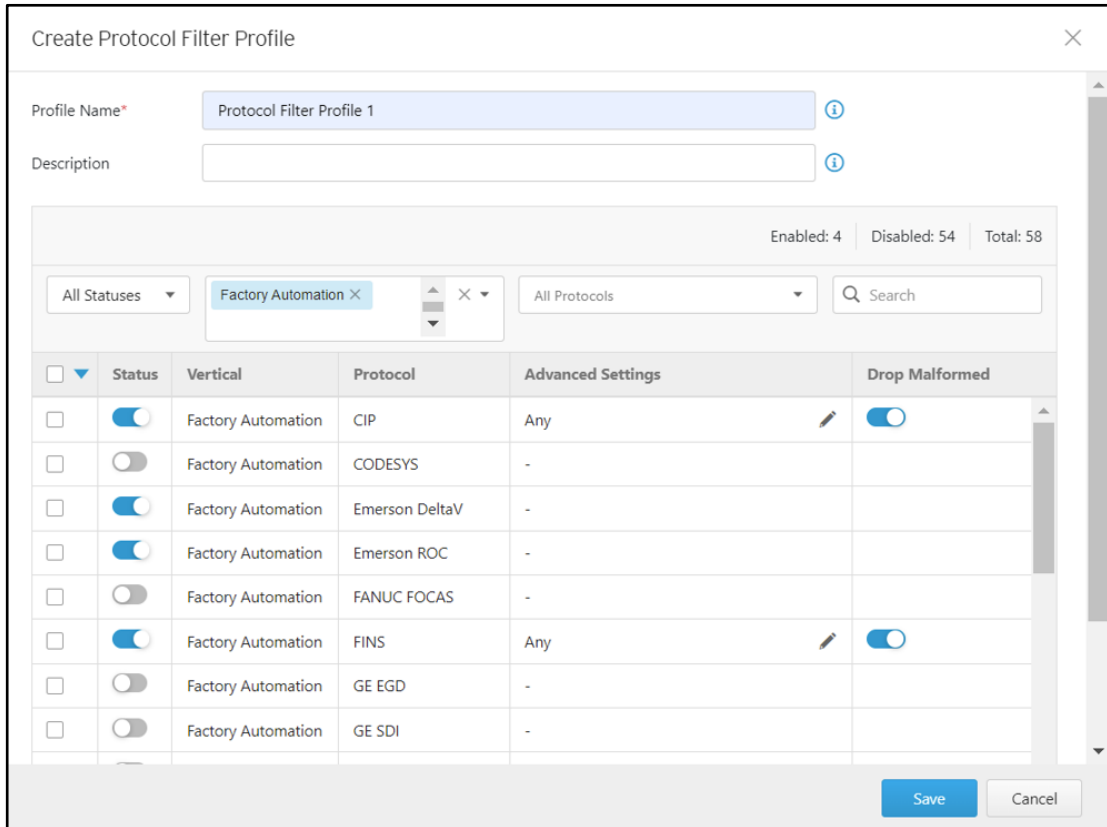 Create Protocol Filter Profile
Profile Name* Protocol Filter Profile 1
Description
Enabled: 4 Disabled: 54 Total: 58
All Statuses Factory Automation All Protocols Search
Status Vertical Protocol Advanced Settings Drop Malformed
Factory Automation CIP Any
Factory Automation CODESYS -
Factory Automation Emerson DeltaV -
Factory Automation Emerson ROC -
Factory Automation FANUC FOCAS -
Factory Automation FINS Any
Factory Automation GE EGD -
Factory Automation GE SDI -
Save Cancel